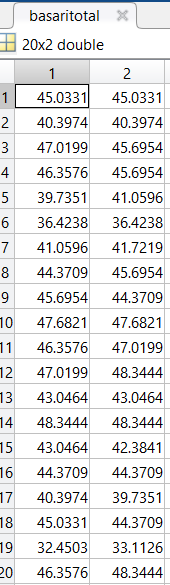 basaritotal
20x2 double
1 2
1 45.0331 45.0331
2 40.3974 40.3974
3 47.0199 45.6954
4 46.3576 45.6954
5 39.7351 41.0596
6 36.4238 36.4238
7 41.0596 41.7219
8 44.3709 45.6954
9 45.6954 44.3709
10 47.6821 47.6821
11 46.3576 47.0199
12 47.0199 48.3444
13 43.0464 43.0464
14 48.3444 48.3444
15 43.0464 42.3841
16 44.3709 44.3709
17 40.3974 39.7351
18 45.0331 44.3709
19 32.4503 33.1126
20 46.3576 48.3444